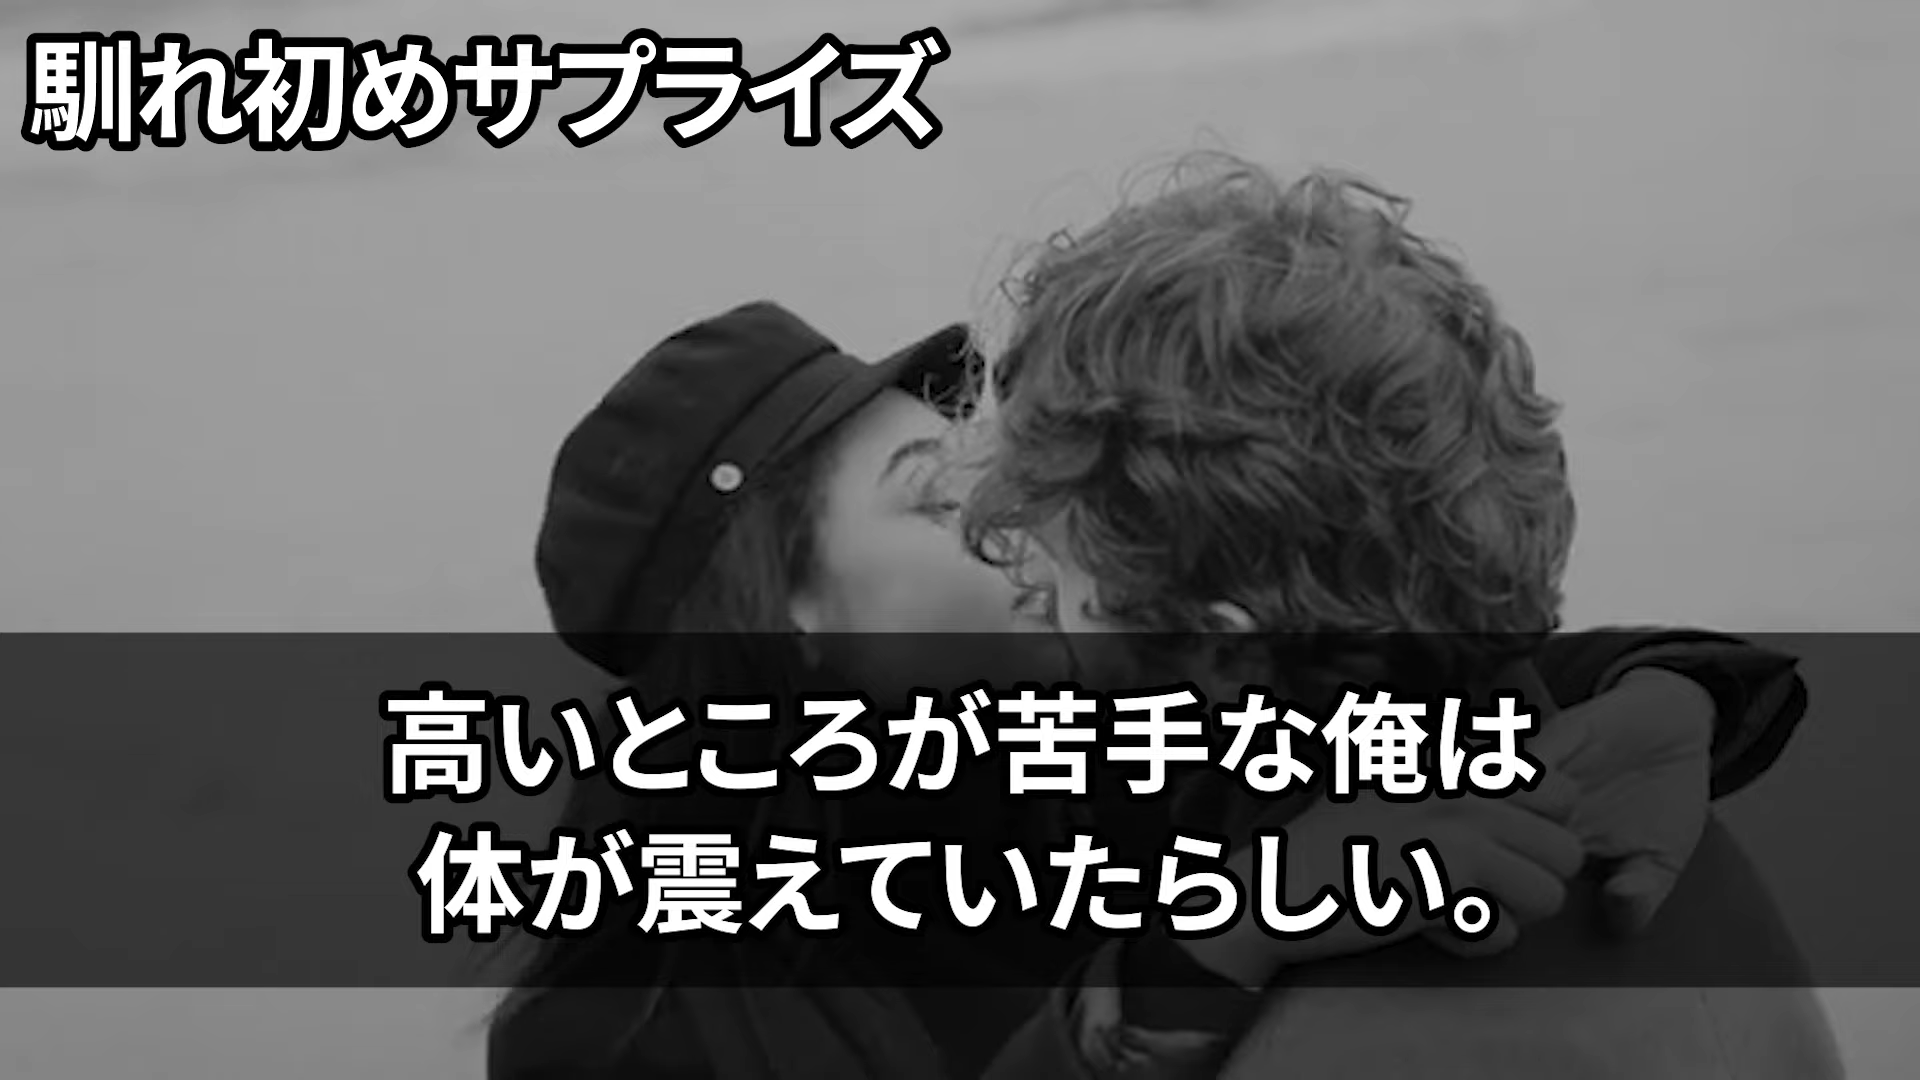 馴れ初めサプライズ
高いところが苦手な俺は
体が震えていたらしい。